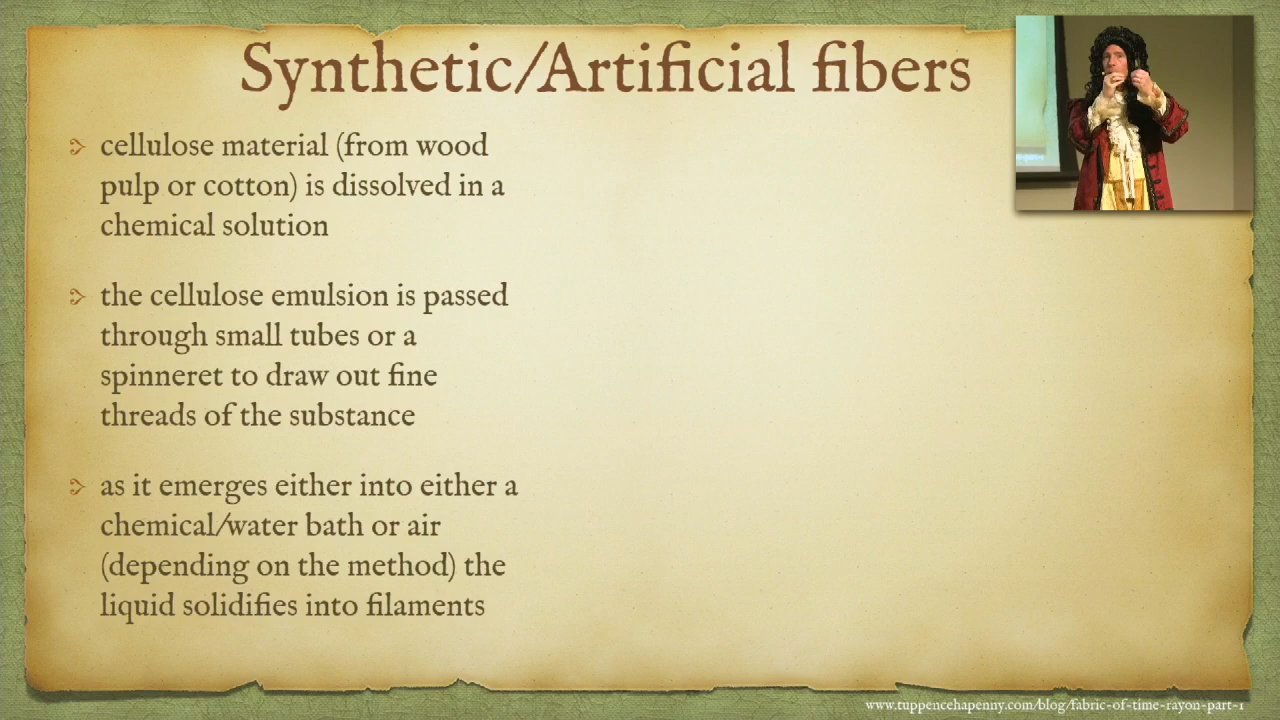 Synthetic/Artificial fibers
cellulose material (from wood
pulp or cotton) is dissolved in a
chemical solution
the cellulose emulsion is passed
through small tubes or a
spinneret to draw out fine
threads of the substance
as it emerges either into either a
chemical/water bath or air
(depending on the method) the
liquid solidifies into filaments
www.tuppencehapenny.com/blog/fabric-of-time-rayon-part-1